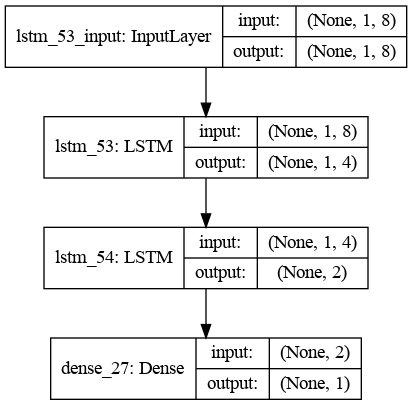 lstm_53_input: InputLayer
input: (None, 1, 8)
output: (None, 1, 8)
lstm_53: LSTM
input: (None, 1, 8)
output: (None, 1, 4)
lstm_54: LSTM
input: (None, 1, 4)
output: (None, 2)
dense_27: Dense
input: (None, 2)
output: (None, 1)